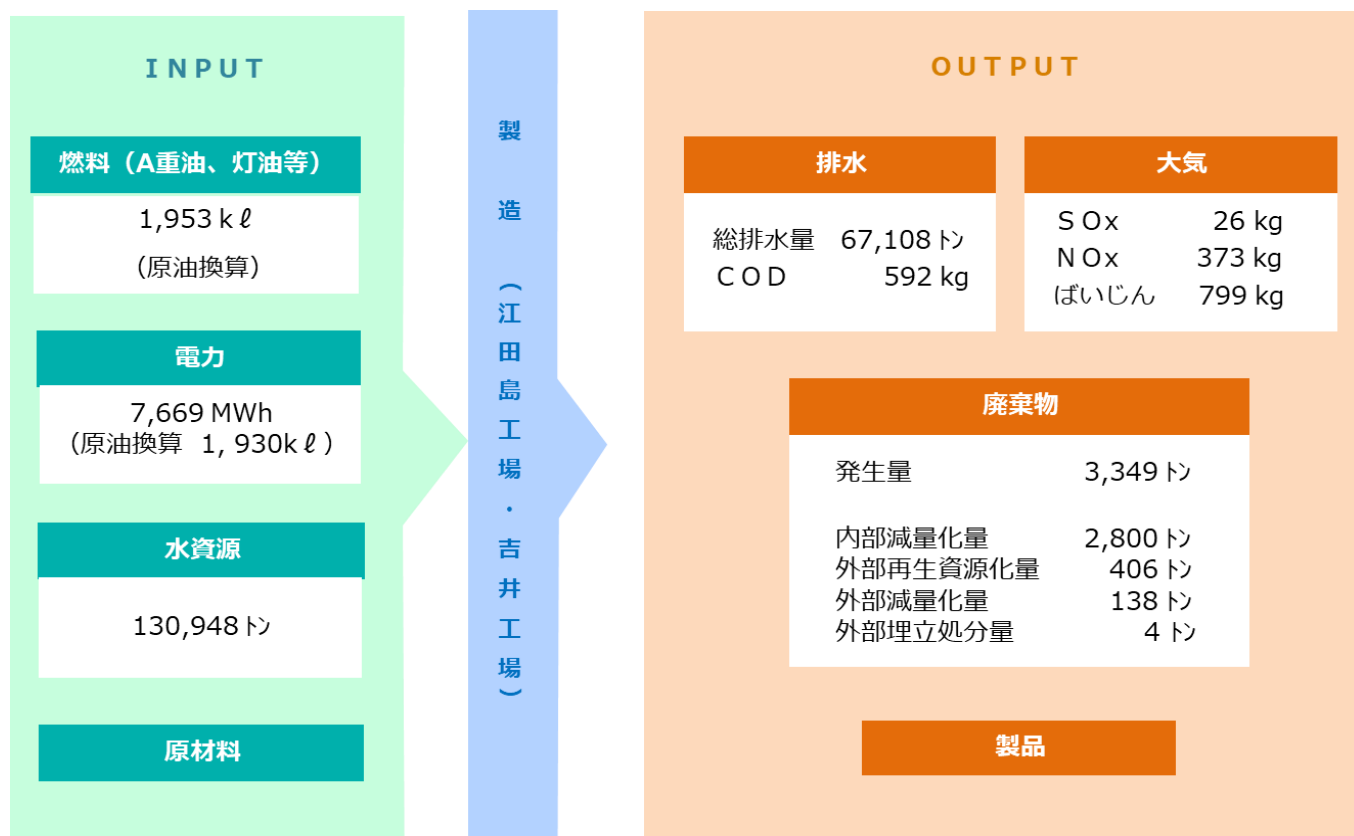 ＩＮＰＵＴ
燃料（A重油、灯油等）
1,953ｋℓ
（原油換算）
電力
7,669 MWh
（原油換算 1, 930kℓ）
水資源
130,948㌧
原材料
製造（江田島工場・吉井工場）
ＯＵＴＰＵＴ
排水
総排水量 67,108㌧
ＣＯＤ 592 kg
大気
ＳＯx 26 kg
ＮＯx 373 kg
ばいじん 799 kg
廃棄物
発生量 3,349㌧
内部減量化量 2,800㌧
外部再生資源化量 406㌧
外部減量化量 138㌧
外部埋立処分量 4㌧
製品